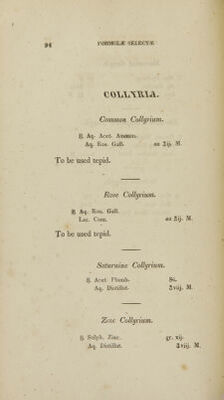 94 FORMULÆ SELECTÆ
COLLYRIA.
Common Collyrium.
℞ Aq. Acet. Ammon.
Aq. Ros. Gall. aa ℥ij. M.
To be used tepid.
Rose Collyrium.
℞ Aq. Ros. Gall.
Lac. Com. aa ℥ij. M.
To be used tepid.
Saturnine Collyrium.
℞ Acet. Plumb. ℈i.
Aq. Distillat. ℥viij. M.
Zinc Collyrium.
℞ Sulph. Zinc. gr. xij.
Aq. Distillat. ℥viij. M.